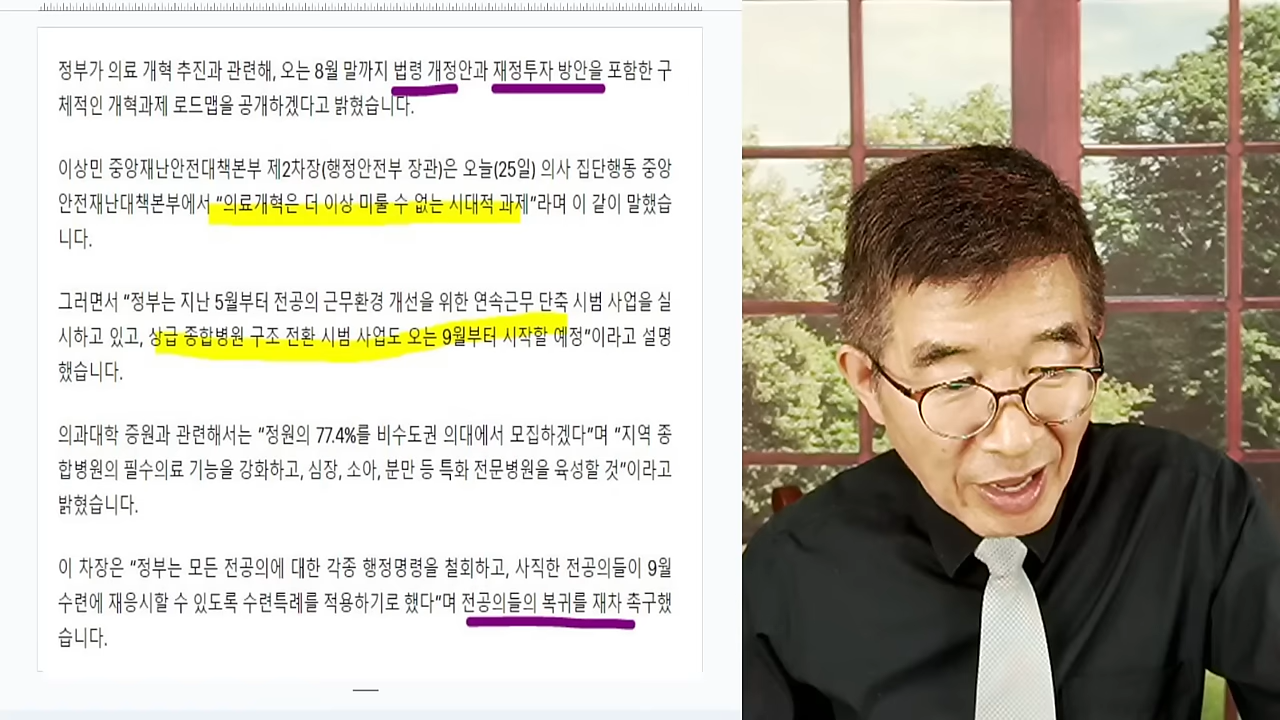 정부가 의료 개혁 추진과 관련해, 오는 8월 말까지 법령 개정안과 재정투자 방안을 포함한 구
체적인 개혁과제 로드맵을 공개하겠다고 밝혔습니다.
이상민 중앙재난안전대책본부 제2차장(행정안전부 장관)은 오늘(25일) 의사 집단행동 중앙
안전재난대책본부에서 “의료개혁은 더 이상 미룰 수 없는 시대적 과제”라며 이 같이 말했습
니다.
그러면서 “정부는 지난 5월부터 전공의 근무환경 개선을 위한 연속근무 단축 시범 사업을 실
시하고 있고, 상급 종합병원 구조 전환 시범 사업도 오는 9월부터 시작할 예정”이라고 설명
했습니다.
의과대학 증원과 관련해서는 “정원의 77.4%를 비수도권 의대에서 모집하겠다”며 “지역 종
합병원의 필수의료 기능을 강화하고, 심장, 소아, 분만 등 특화 전문병원을 육성할 것”이라고
밝혔습니다.
이 차장은 “정부는 모든 전공의에 대한 각종 행정명령을 철회하고, 사직한 전공의들이 9월
수련에 재응시할 수 있도록 수련특례를 적용하기로 했다”며 전공의들의 복귀를 재차 촉구했
습니다.